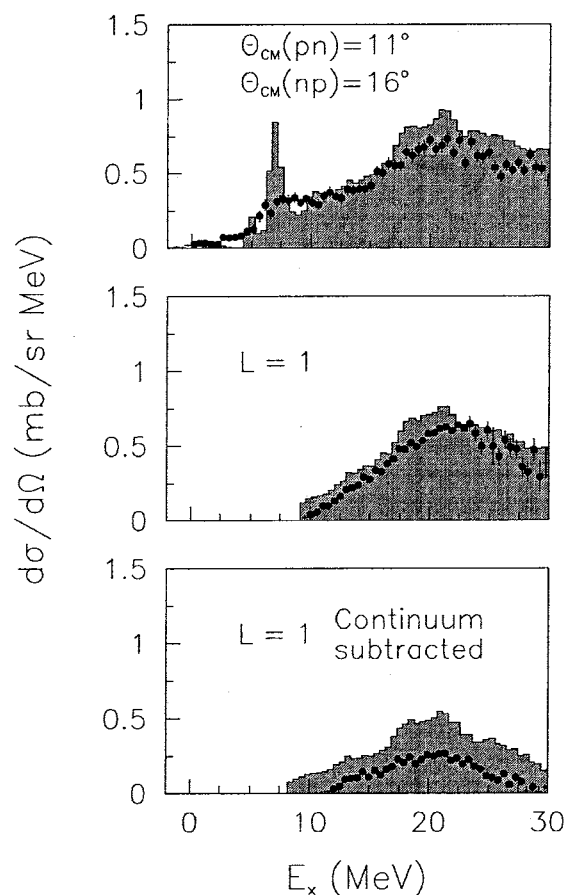 1.5
Θ_CM(pn)=11°
Θ_CM(np)=16°
1
0.5
0
1.5
1
L = 1
0.5
0
1.5
1
L = 1 Continuum
subtracted
0.5
0
0 10 20 30
E_x (MeV)
dσ/dΩ (mb/sr MeV)